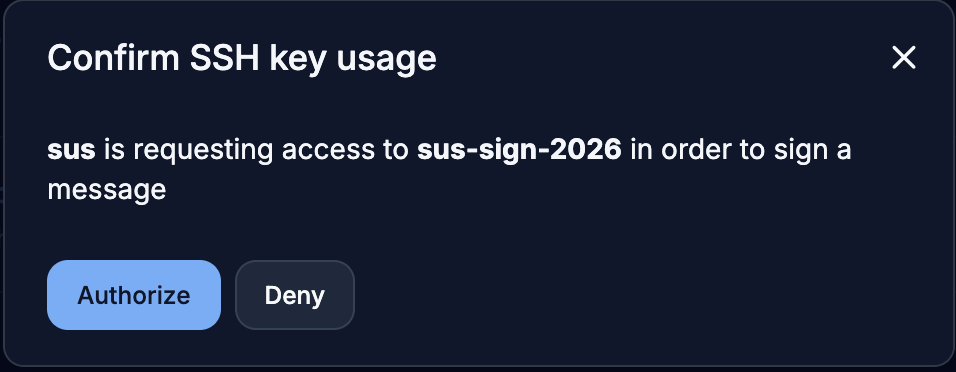 Confirm SSH key usage
sus is requesting access to sus-sign-2026 in order to sign a
message
Authorize
Deny